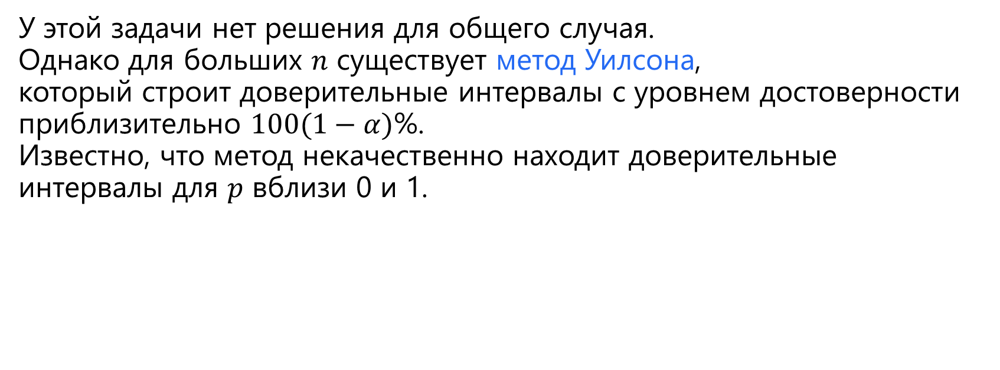 У этой задачи нет решения для общего случая.
Однако для больших 𝑛 существует метод Уилсона,
который строит доверительные интервалы с уровнем достоверности
приблизительно 100(1 − 𝛼)%.
Известно, что метод некачественно находит доверительные
интервалы для 𝑝 вблизи 0 и 1.